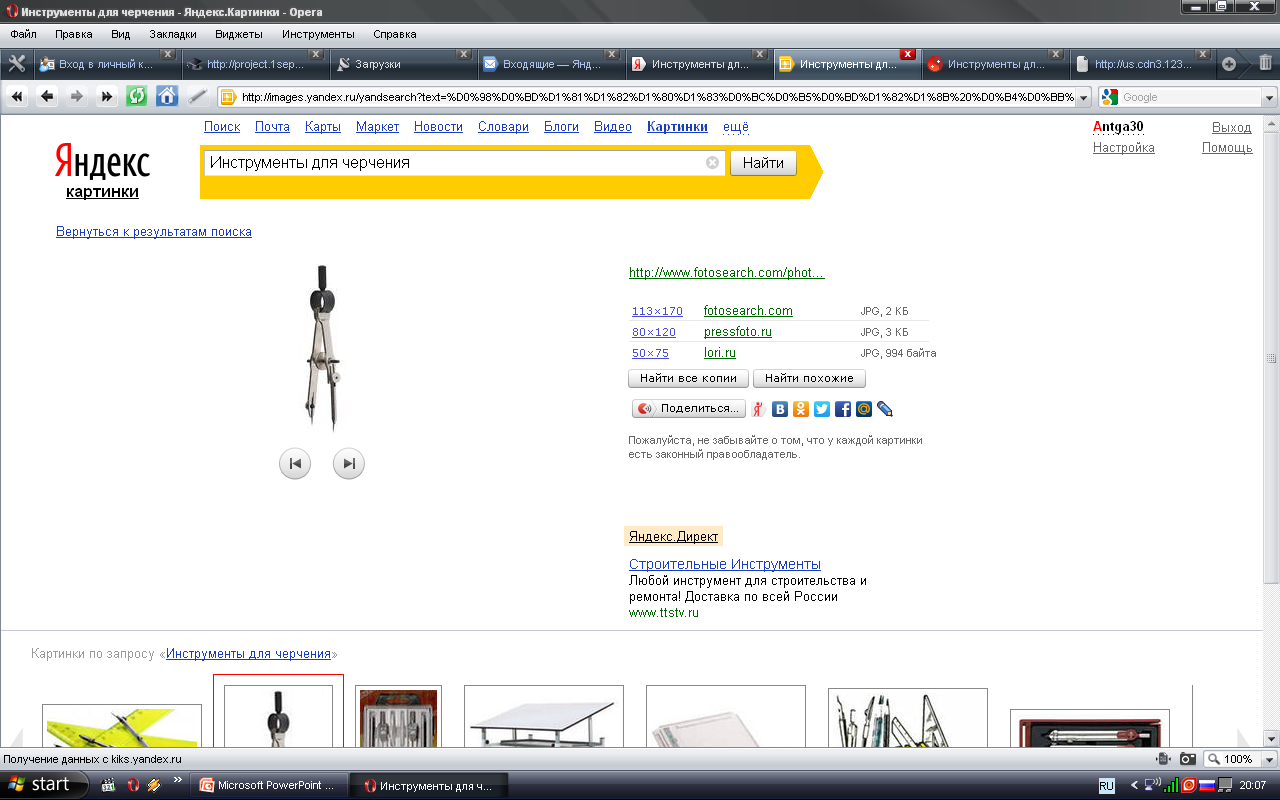 Инструменты для черчения - Яндекс.Картинки - Opera
Файл Правка Вид Закладки Виджеты Инструменты Справка
Вход в личный к... http://project.1sep... Загрузки Входящие — Янд... Инструменты дл... Инструменты дл... Инструменты дл... http://us.cdn3.123...
http://images.yandex.ru/yandsearch?text=%D0%98%D0%BD%D1%81%D1%82%D1%80%D1%83%D0%BC%D0%B5%D0%BD%D1%82%D1%8B%20%D0%B4%D0%BB% Google
Поиск Почта Карты Маркет Новости Словари Блоги Видео Картинки ещё Antga30 Выход
Настройка Помощь
Яндекс
картинки
Инструменты для черчения Найти
Вернуться к результатам поиска
http://www.fotosearch.com/phot...
113×170 fotosearch.com JPG, 2 КБ
80×120 pressfoto.ru JPG, 3 КБ
50×75 lori.ru JPG, 994 байта
Найти все копии Найти похожие
Поделиться...
Пожалуйста, не забывайте о том, что у каждой картинки
есть законный правообладатель.
Яндекс.Директ
Строительные Инструменты
Любой инструмент для строительства и
ремонта! Доставка по всей России
www.ttstv.ru
Картинки по запросу «Инструменты для черчения»
Получение данных с kiks.yandex.ru 100%
start Microsoft PowerPoint ... Инструменты для ч... RU 20:07